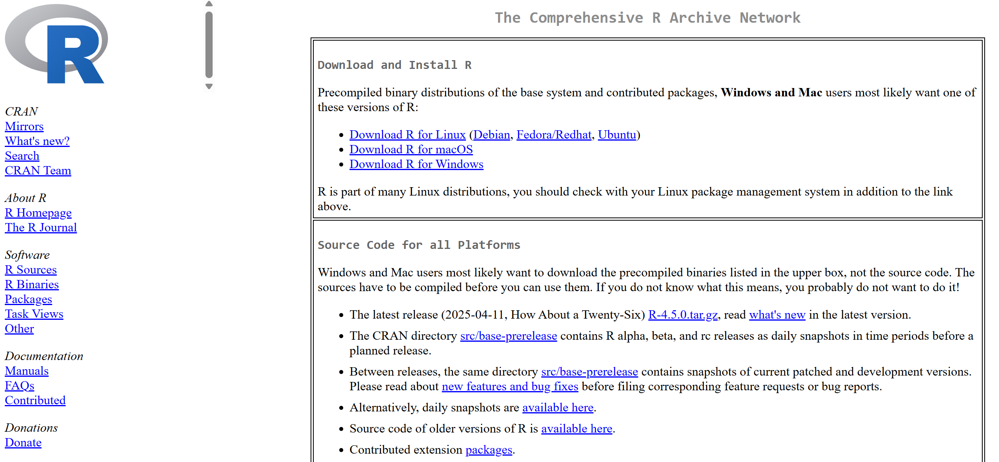 R
CRAN
Mirrors
What's new?
Search
CRAN Team
About R
R Homepage
The R Journal
Software
R Sources
R Binaries
Packages
Task Views
Other
Documentation
Manuals
FAQs
Contributed
Donations
Donate
The Comprehensive R Archive Network
Download and Install R
Precompiled binary distributions of the base system and contributed packages, Windows and Mac users most likely want one of
these versions of R:
• Download R for Linux (Debian, Fedora/Redhat, Ubuntu)
• Download R for macOS
• Download R for Windows
R is part of many Linux distributions, you should check with your Linux package management system in addition to the link
above.
Source Code for all Platforms
Windows and Mac users most likely want to download the precompiled binaries listed in the upper box, not the source code. The
sources have to be compiled before you can use them. If you do not know what this means, you probably do not want to do it!
• The latest release (2025-04-11, How About a Twenty-Six) R-4.5.0.tar.gz, read what's new in the latest version.
• The CRAN directory src/base-prerelease contains R alpha, beta, and rc releases as daily snapshots in time periods before a
planned release.
• Between releases, the same directory src/base-prerelease contains snapshots of current patched and development versions.
Please read about new features and bug fixes before filing corresponding feature requests or bug reports.
• Alternatively, daily snapshots are available here.
• Source code of older versions of R is available here.
• Contributed extension packages.